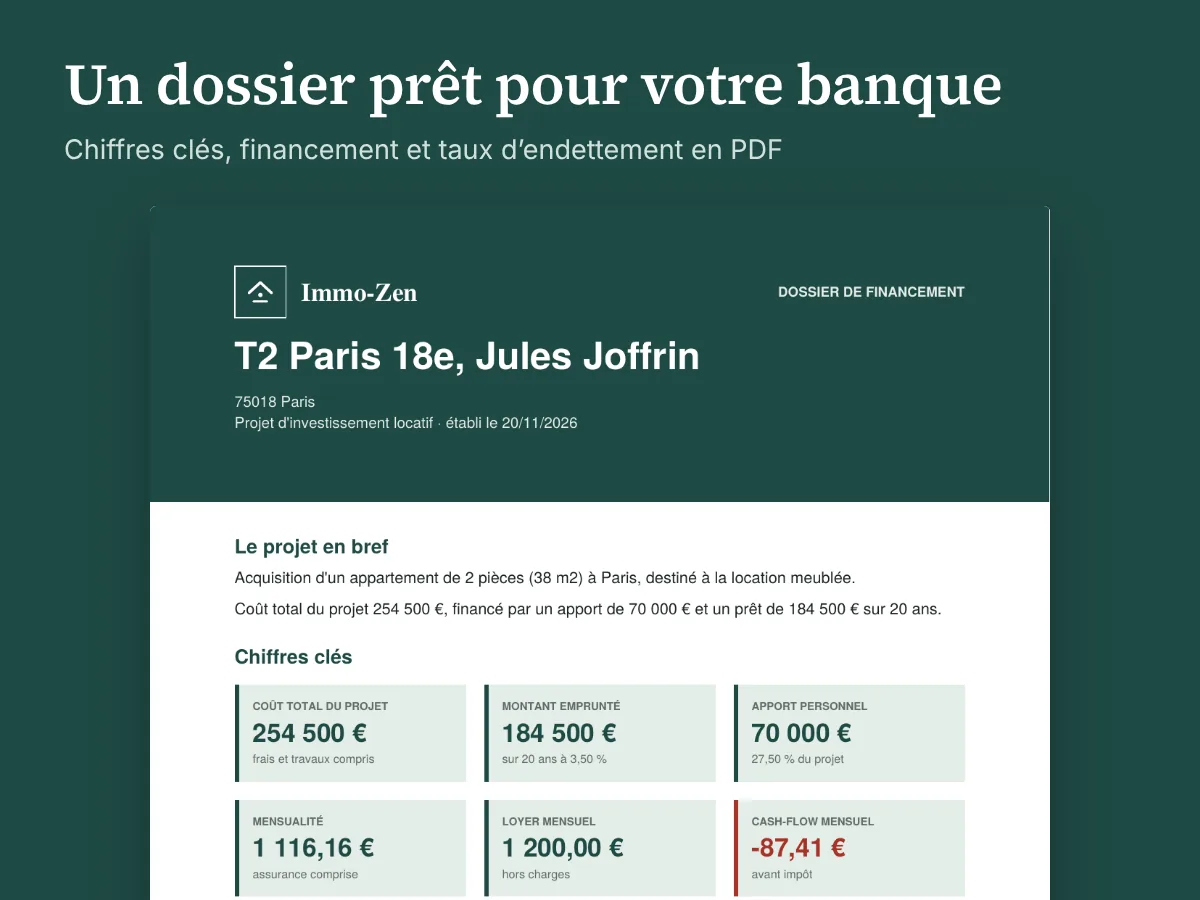 Un dossier prêt pour votre banque
Chiffres clés, financement et taux d’endettement en PDF
Immo-Zen
DOSSIER DE FINANCEMENT
T2 Paris 18e, Jules Joffrin
75018 Paris
Projet d'investissement locatif · établi le 20/11/2026
Le projet en bref
Acquisition d'un appartement de 2 pièces (38 m2) à Paris, destiné à la location meublée.
Coût total du projet 254 500 €, financé par un apport de 70 000 € et un prêt de 184 500 € sur 20 ans.
Chiffres clés
COÛT TOTAL DU PROJET
254 500 €
frais et travaux compris
MONTANT EMPRUNTÉ
184 500 €
sur 20 ans à 3,50 %
APPORT PERSONNEL
70 000 €
27,50 % du projet
MENSUALITÉ
1 116,16 €
assurance comprise
LOYER MENSUEL
1 200,00 €
hors charges
CASH-FLOW MENSUEL
-87,41 €
avant impôt